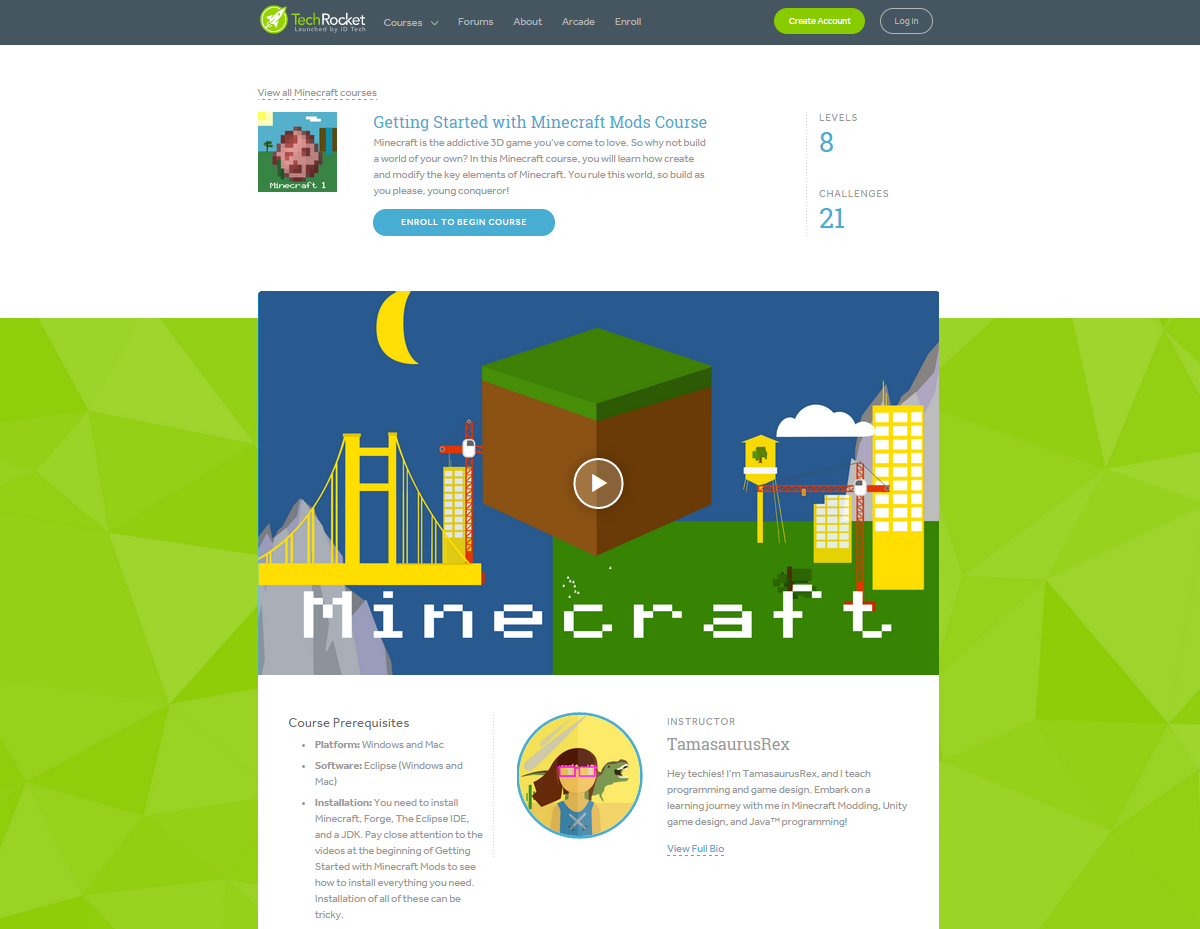 TechRocket
Launched by iD Tech
Courses
Forums
About
Arcade
Enroll
Create Account
Log In
View all Minecraft courses
Minecraft 1
Getting Started with Minecraft Mods Course
Minecraft is the addictive 3D game you've come to love. So why not build
a world of your own? In this Minecraft course, you will learn how create
and modify the key elements of Minecraft. You rule this world, so build as
you please, young conqueror!
ENROLL TO BEGIN COURSE
LEVELS
8
CHALLENGES
21
Minecraft
Course Prerequisites
Platform: Windows and Mac
Software: Eclipse (Windows and
Mac)
Installation: You need to install
Minecraft, Forge, The Eclipse IDE,
and a JDK. Pay close attention to the
videos at the beginning of Getting
Started with Minecraft Mods to see
how to install everything you need.
Installation of all of these can be
tricky.
INSTRUCTOR
TamasaurusRex
Hey techies! I'm TamasaurusRex, and I teach
programming and game design. Embark on a
learning journey with me in Minecraft Modding, Unity
game design, and Java™ programming!
View Full Bio